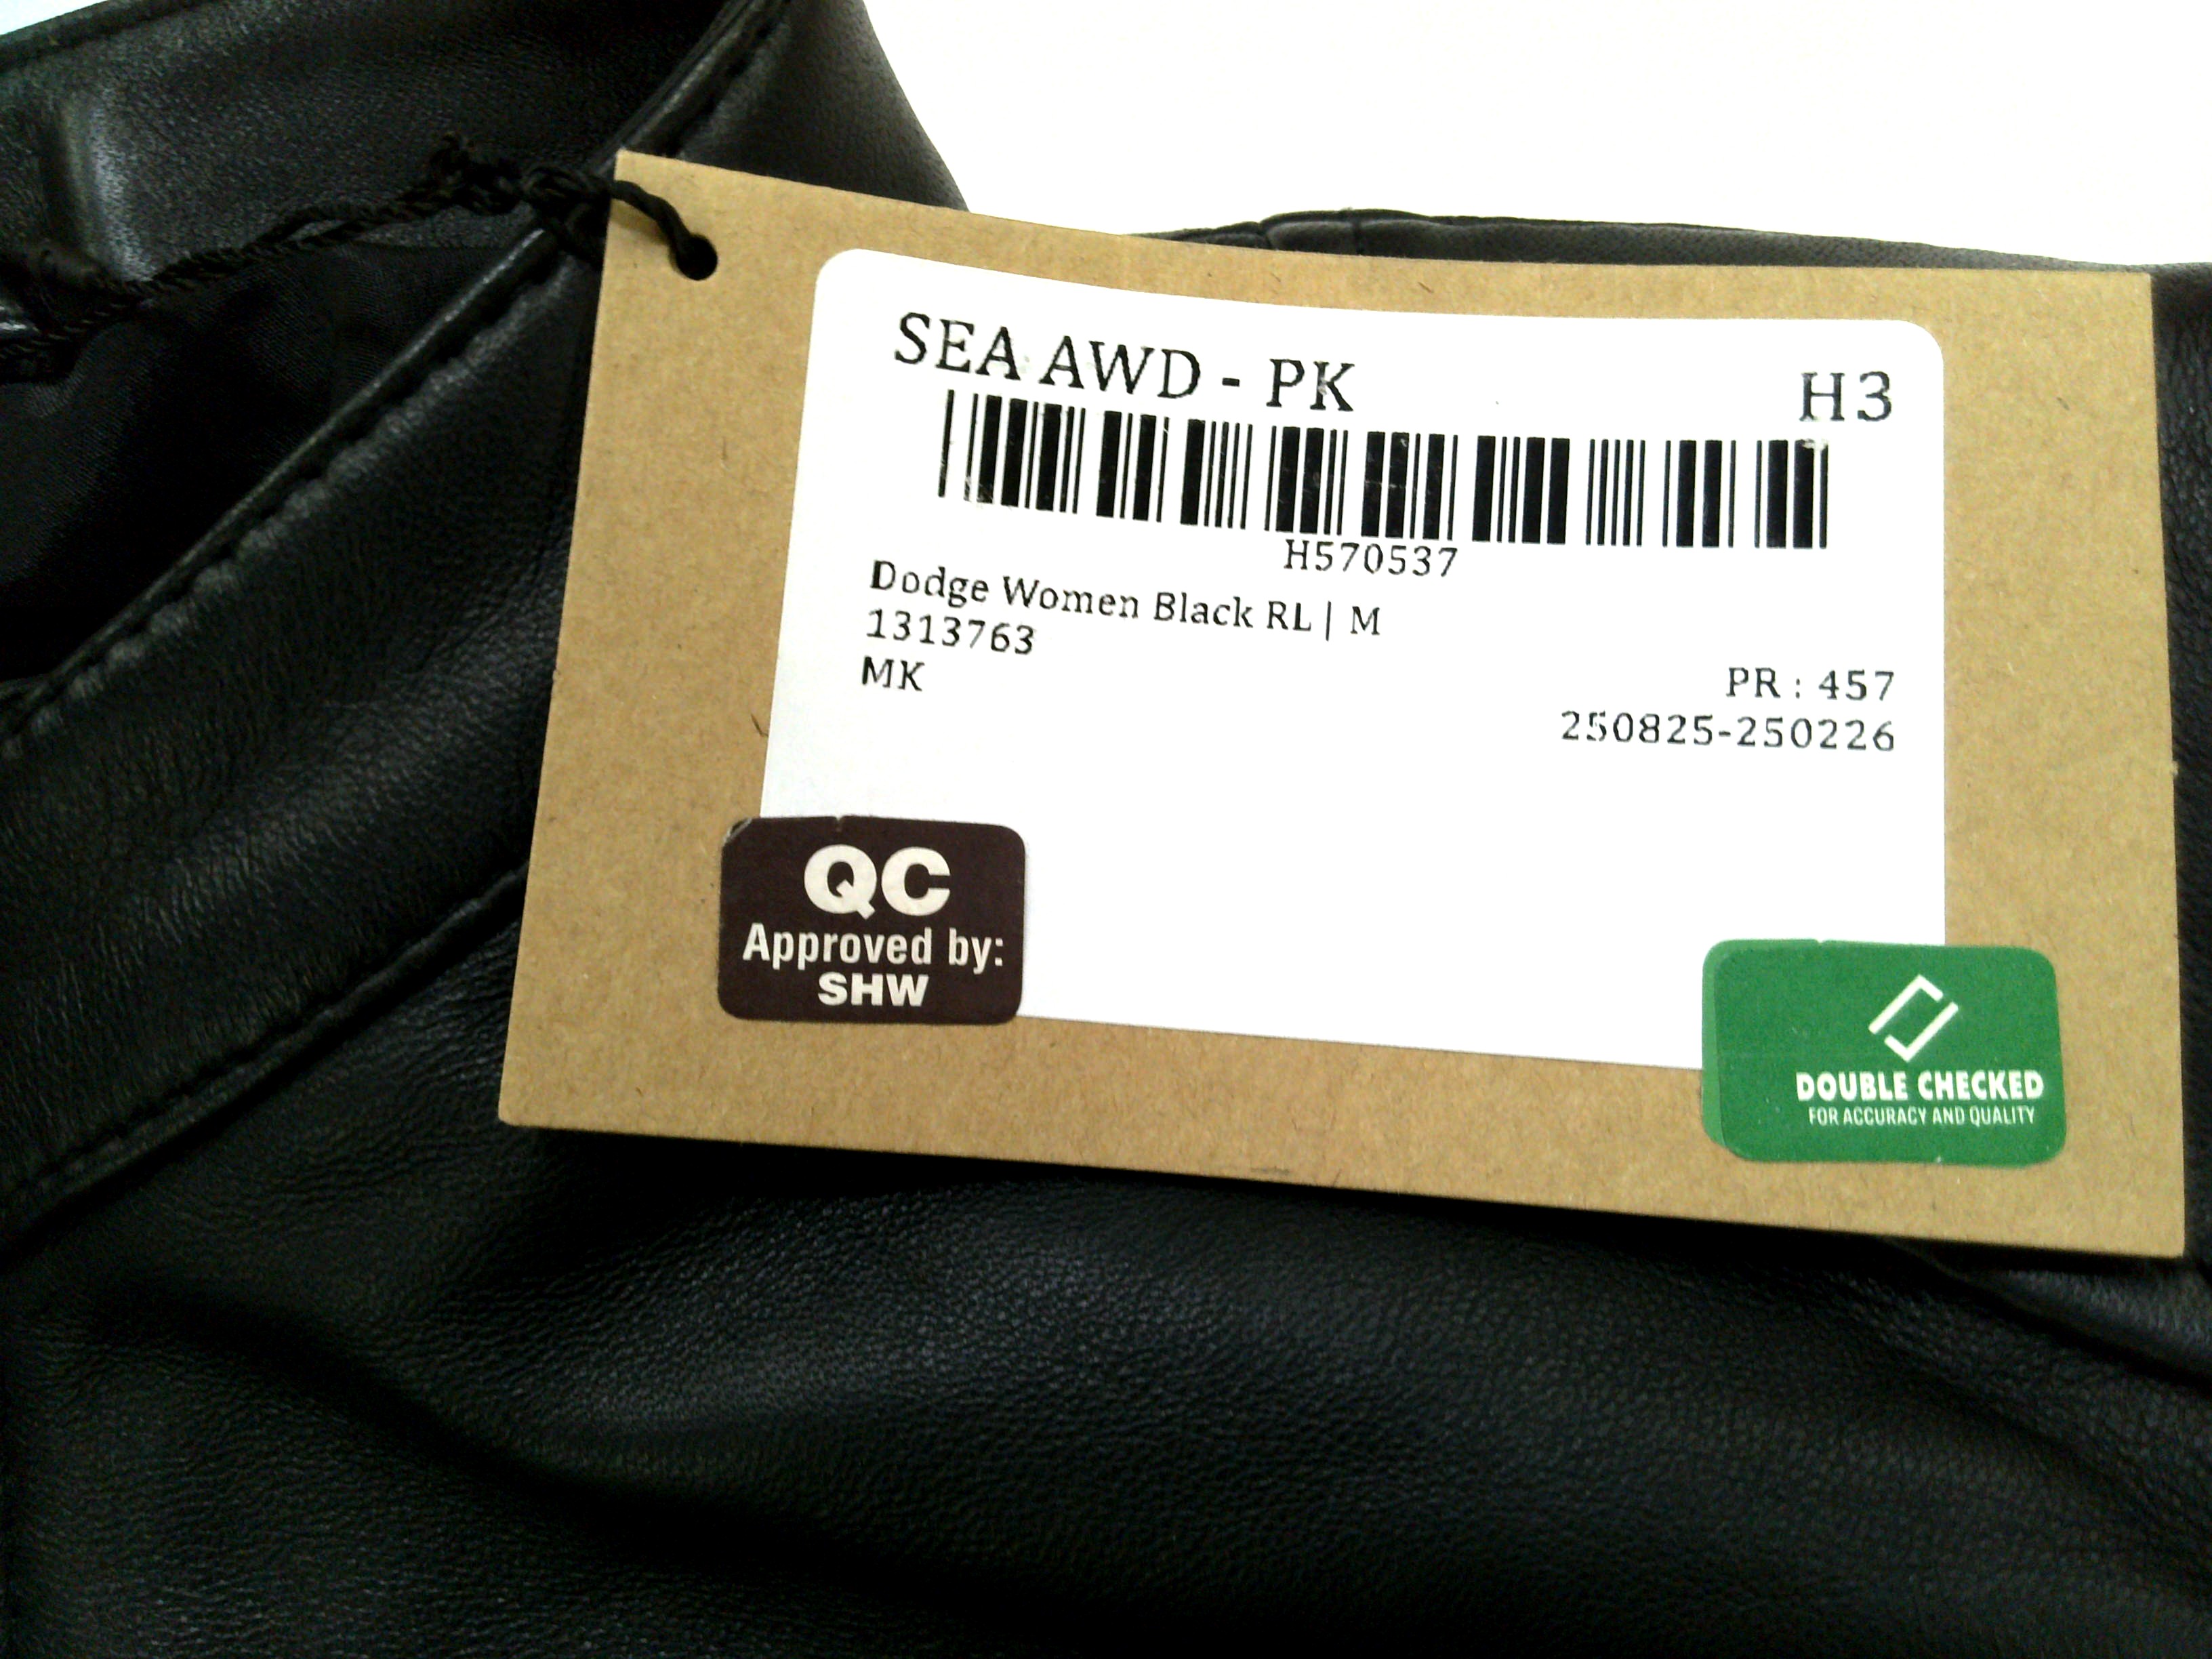 SEA AWD - PK H3
H570537
Dodge Women Black RL | M
1313763
MK
PR : 457
250825-250226
QC
Approved by:
SHW
DOUBLE CHECKED
FOR ACCURACY AND QUALITY